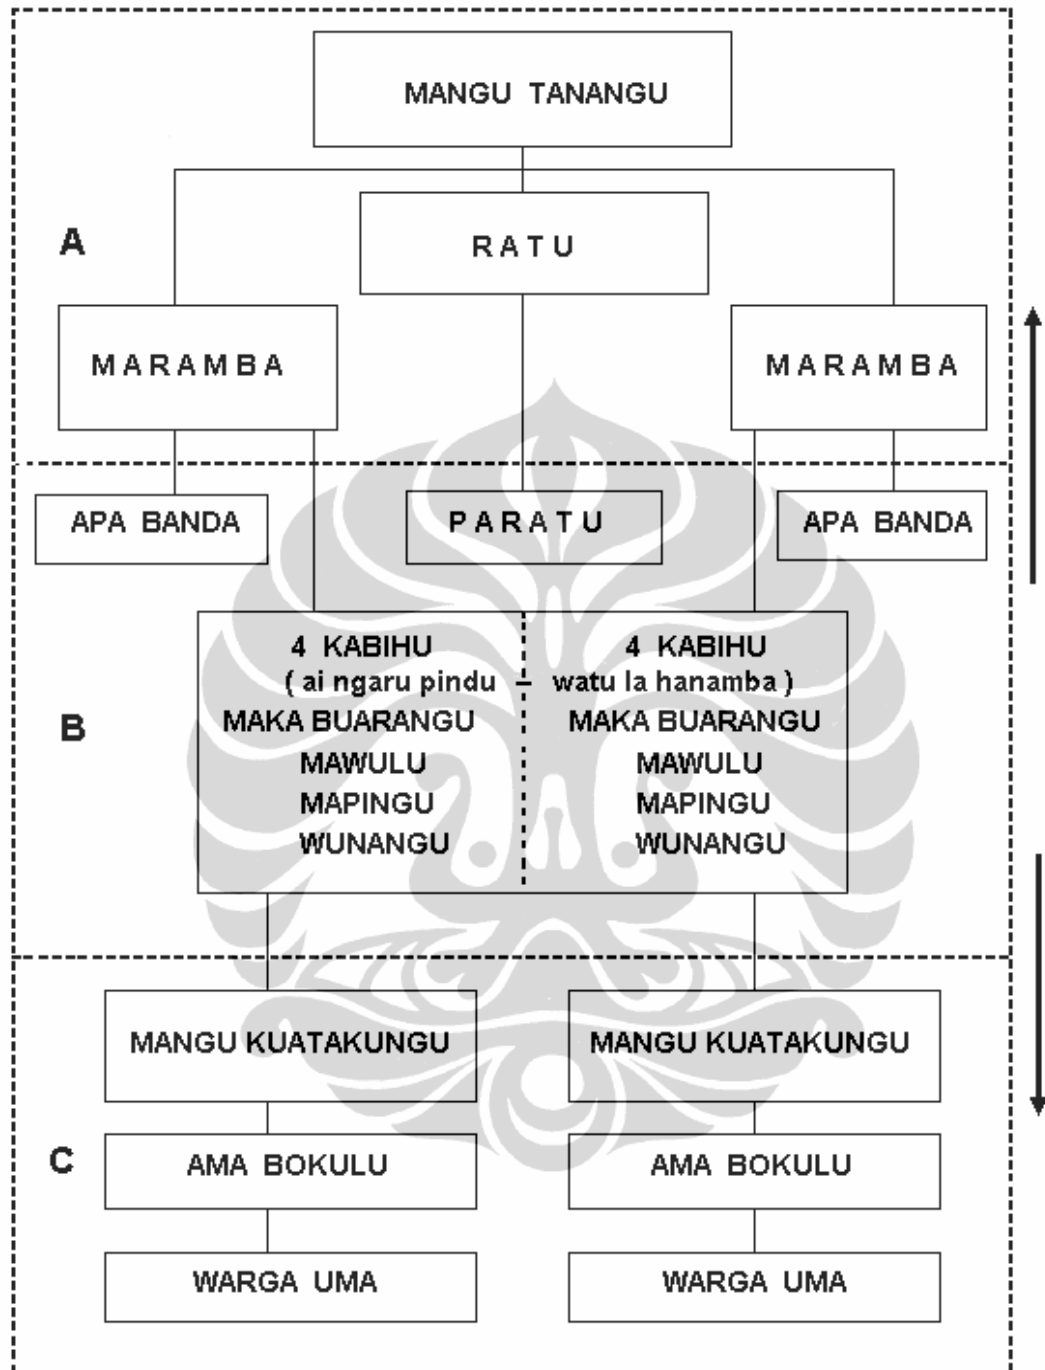 MANGU TANANGU
RATU
A
MARAMBA
MARAMBA
APA BANDA
PARATU
APA BANDA
4 KABIHU
( ai ngaru pindu –
MAKA BUARANGU
MAWULU
MAPINGU
WUNANGU
4 KABIHU
watu la hanamba )
MAKA BUARANGU
MAWULU
MAPINGU
WUNANGU
B
MANGU KUATAKUNGU
MANGU KUATAKUNGU
C
AMA BOKULU
AMA BOKULU
WARGA UMA
WARGA UMA